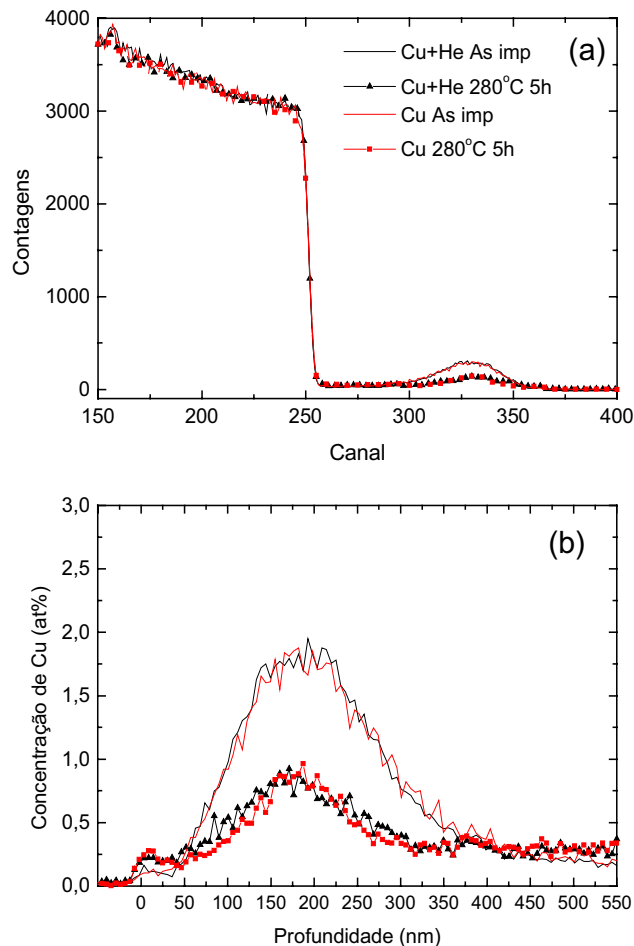 4000
3000
2000
1000
0
Contagens
(a)
Cu+He As imp
Cu+He 280°C 5h
Cu As imp
Cu 280°C 5h
150 200 250 300 350 400
Canal
3,0
2,5
2,0
1,5
1,0
0,5
0,0
Concentração de Cu (at%)
(b)
0 50 100 150 200 250 300 350 400 450 500 550
Profundidade (nm)